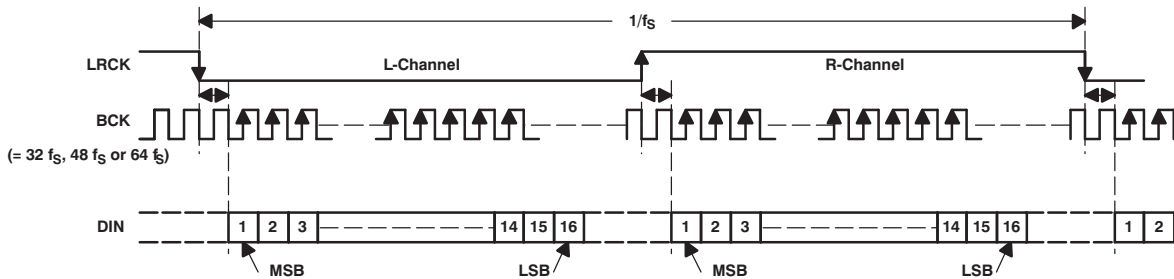 1/fS
LRCK
L-Channel
R-Channel
BCK
(= 32 fS, 48 fS or 64 fS)
DIN
1 2 3 14 15 16 1 2 3 14 15 16 1 2
MSB LSB MSB LSB